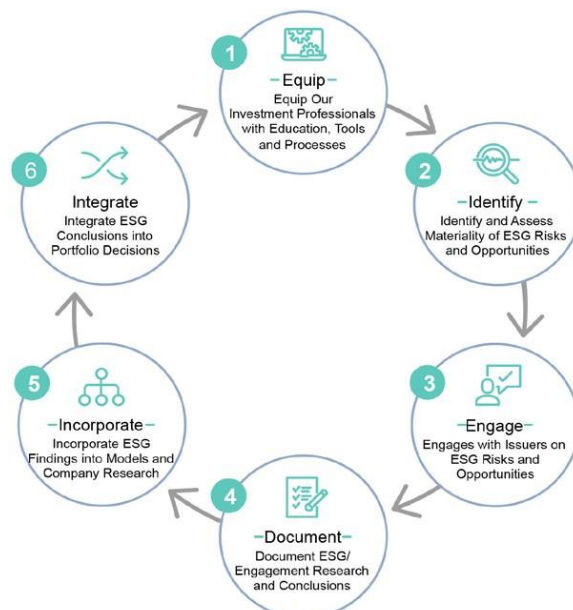 1
Equip
Equip Our
Investment Professionals
with Education, Tools
and Processes
2
Identify
Identify and Assess
Materiality of ESG Risks
and Opportunities
3
Engage
Engages with Issuers on
ESG Risks and
Opportunities
4
Document
Document ESG/
Engagement Research
and Conclusions
5
Incorporate
Incorporate ESG
Findings into Models and
Company Research
6
Integrate
Integrate ESG
Conclusions into
Portfolio Decisions